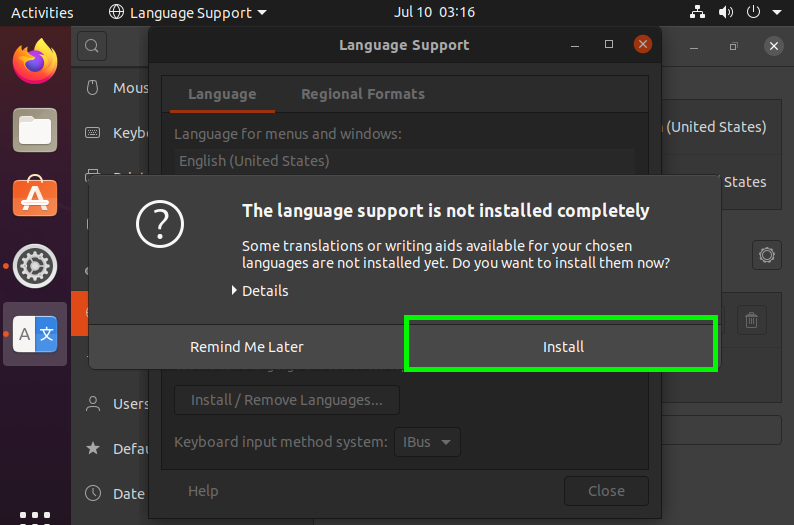 Activities
Language Support
Jul 10 03:16
Language Support
Language
Regional Formats
Language for menus and windows:
English (United States)
Mous
Keybo
(United States)
States
?
The language support is not installed completely
Some translations or writing aids available for your chosen
languages are not installed yet. Do you want to install them now?
Details
Remind Me Later
Install
Install / Remove Languages...
Keyboard input method system:
IBus
Users
Defau
Date
Help
Close
A 文